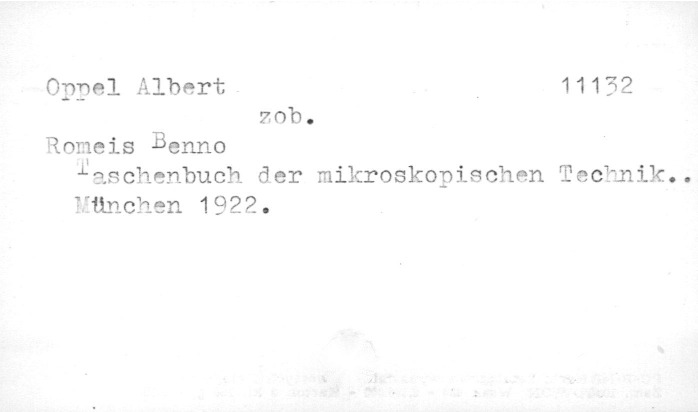 Oppel Albert 11132
zob.
Romeis Benno
Taschenbuch der mikroskopischen Technik..
München 1922.